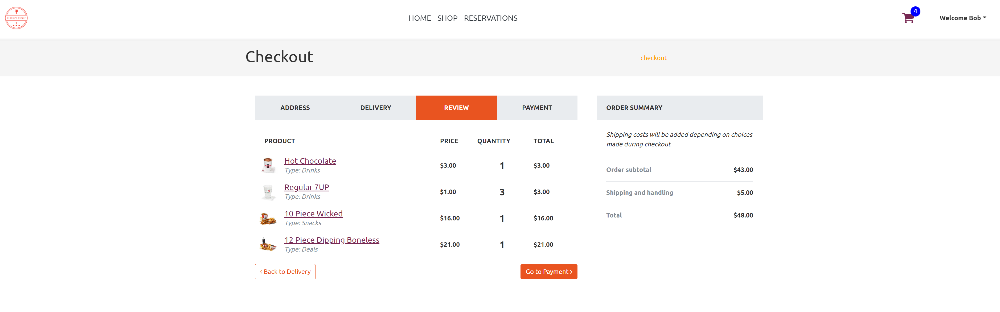 Johnny's Burger
HOME SHOP RESERVATIONS
4
Welcome Bob
Checkout
checkout
ADDRESS DELIVERY REVIEW PAYMENT
PRODUCT PRICE QUANTITY TOTAL
Hot Chocolate
Type: Drinks
$3.00 1 $3.00
Regular 7UP
Type: Drinks
$1.00 3 $3.00
10 Piece Wicked
Type: Snacks
$16.00 1 $16.00
12 Piece Dipping Boneless
Type: Deals
$21.00 1 $21.00
Back to Delivery
Go to Payment
ORDER SUMMARY
Shipping costs will be added depending on choices
made during checkout
Order subtotal $43.00
Shipping and handling $5.00
Total $48.00